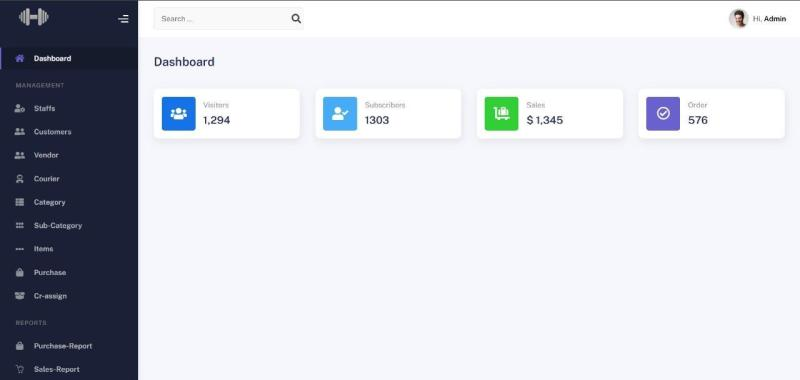 Search ...
Hi, Admin
Dashboard
MANAGEMENT
Staffs
Customers
Vendor
Courier
Category
Sub-Category
Items
Purchase
Cr-assign
REPORTS
Purchase-Report
Sales-Report
Dashboard
Visitors
1,294
Subscribers
1303
Sales
$ 1,345
Order
576